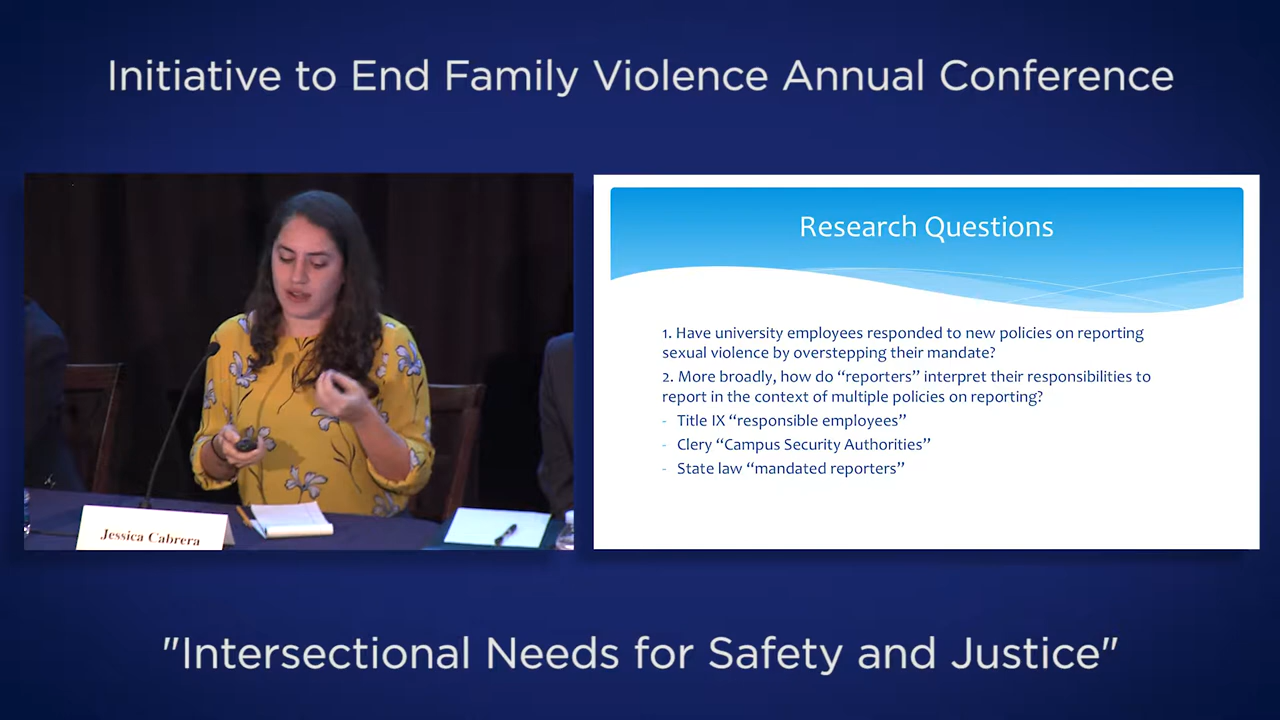 Initiative to End Family Violence Annual Conference
Research Questions
1. Have university employees responded to new policies on reporting
sexual violence by overstepping their mandate?
2. More broadly, how do “reporters” interpret their responsibilities to
report in the context of multiple policies on reporting?
- Title IX “responsible employees”
- Clery “Campus Security Authorities”
- State law “mandated reporters”
Jessica Cabrera
"Intersectional Needs for Safety and Justice"